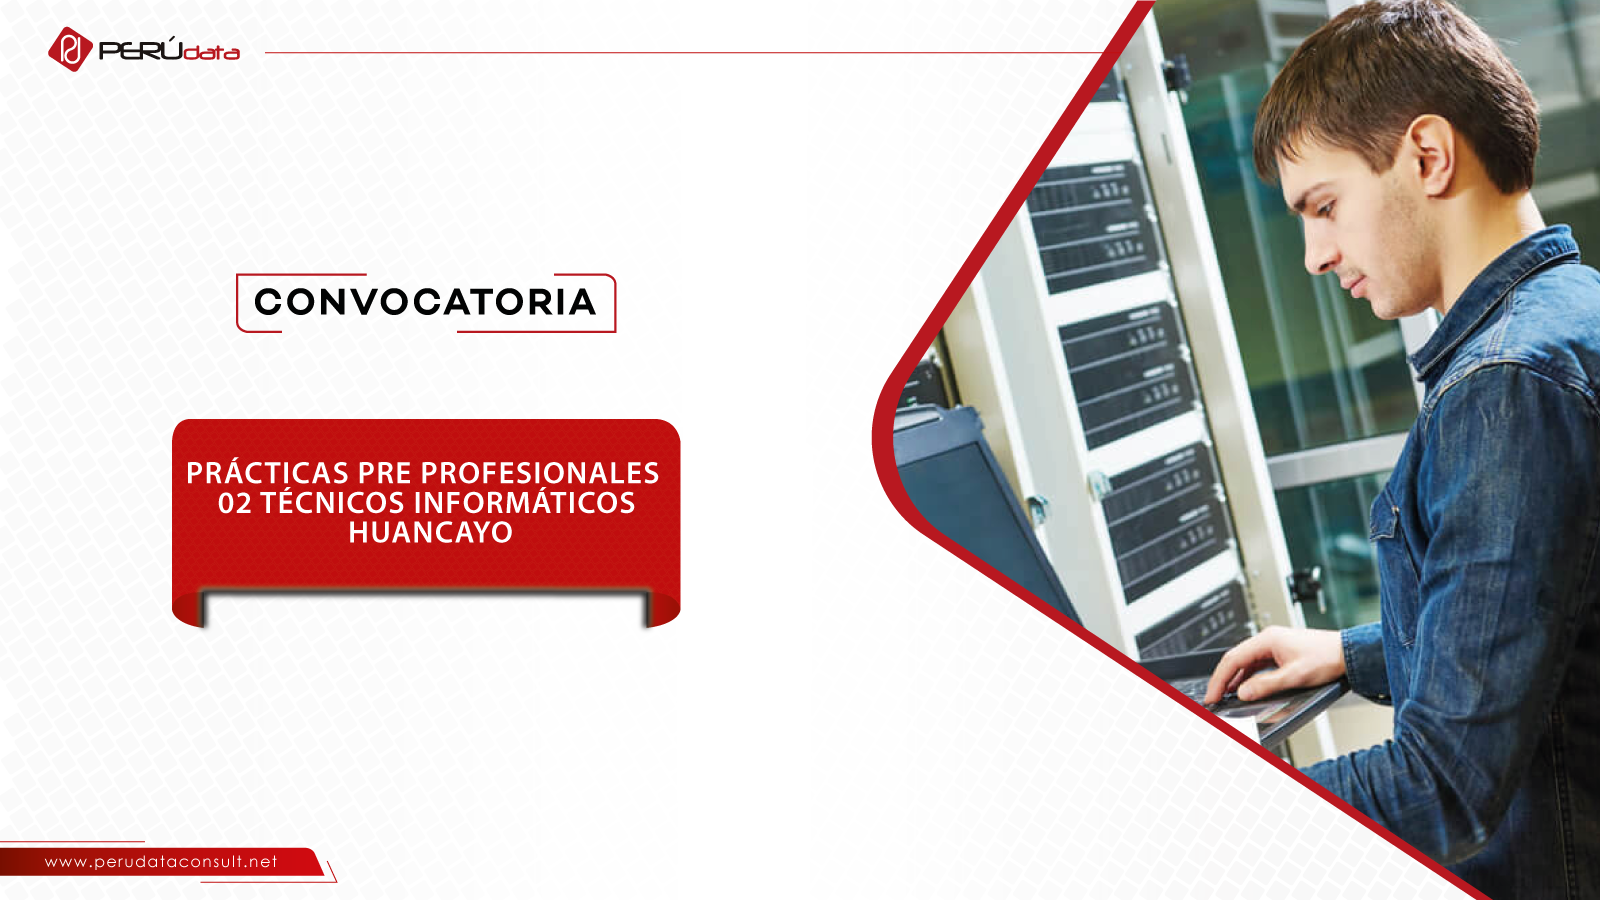 PERÚdata
CONVOCATORIA
PRÁCTICAS PRE PROFESIONALES
02 TÉCNICOS INFORMÁTICOS
HUANCAYO
www.perudataconsult.net